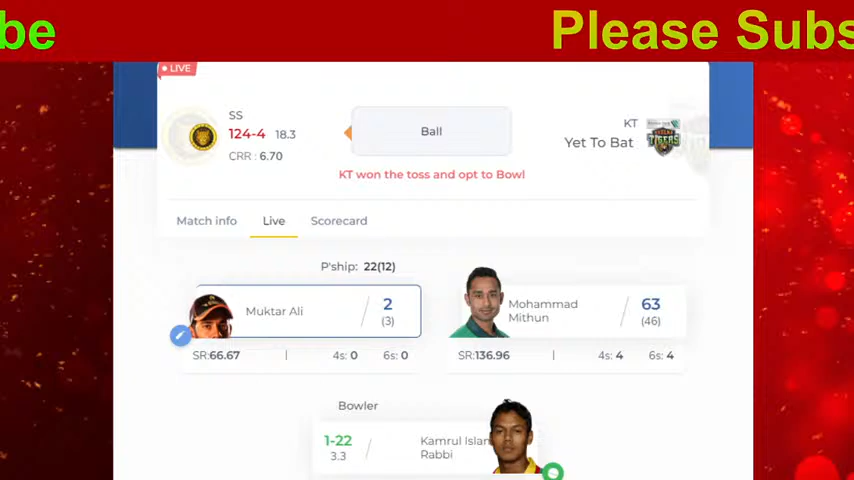 be
Please Subs
LIVE
SS
124-4 18.3
CRR : 6.70
Ball
KT
Yet To Bat
TIGERS
KT won the toss and opt to Bowl
Match info Live Scorecard
P'ship: 22(12)
Muktar Ali
2
(3)
SR:66.67 | 4s: 0 6s: 0
Mohammad
Mithun
63
(46)
SR:136.96 | 4s: 4 6s: 4
Bowler
1-22
3.3
Kamrul Islam
Rabbi